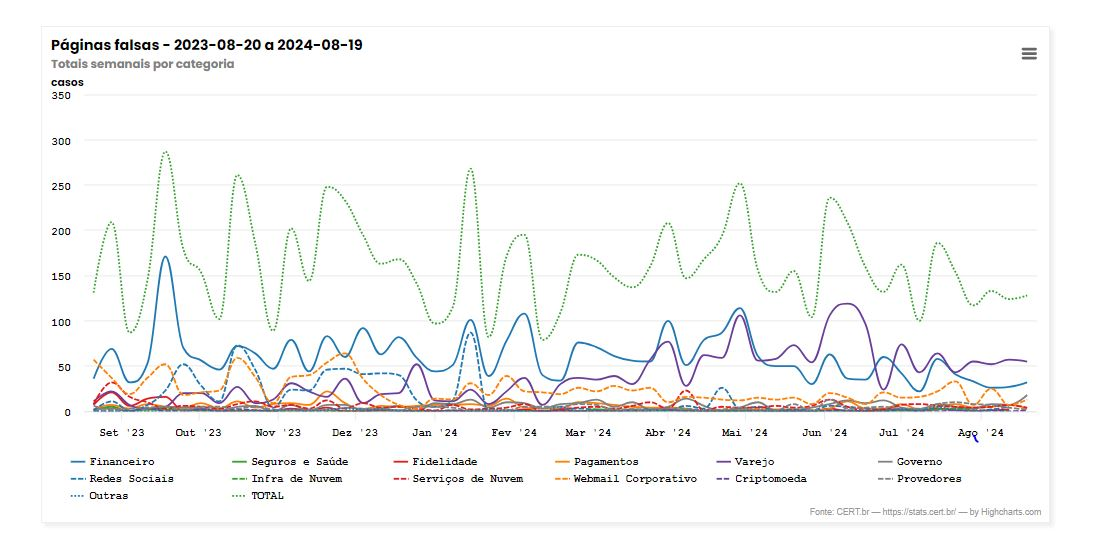 Páginas falsas - 2023-08-20 a 2024-08-19
Totais semanais por categoria
casos
350
300
250
200
150
100
50
0
Set '23 Out '23 Nov '23 Dez '23 Jan '24 Fev '24 Mar '24 Abr '24 Mai '24 Jun '24 Jul '24 Ago '24
Financeiro Seguros e Saúde Fidelidade Pagamentos Varejo Governo
Redes Sociais Infra de Nuvem Serviços de Nuvem Webmail Corporativo Criptomoeda Provedores
Outras TOTAL
Fonte: CERT.br — https://stats.cert.br/ — by Highcharts.com